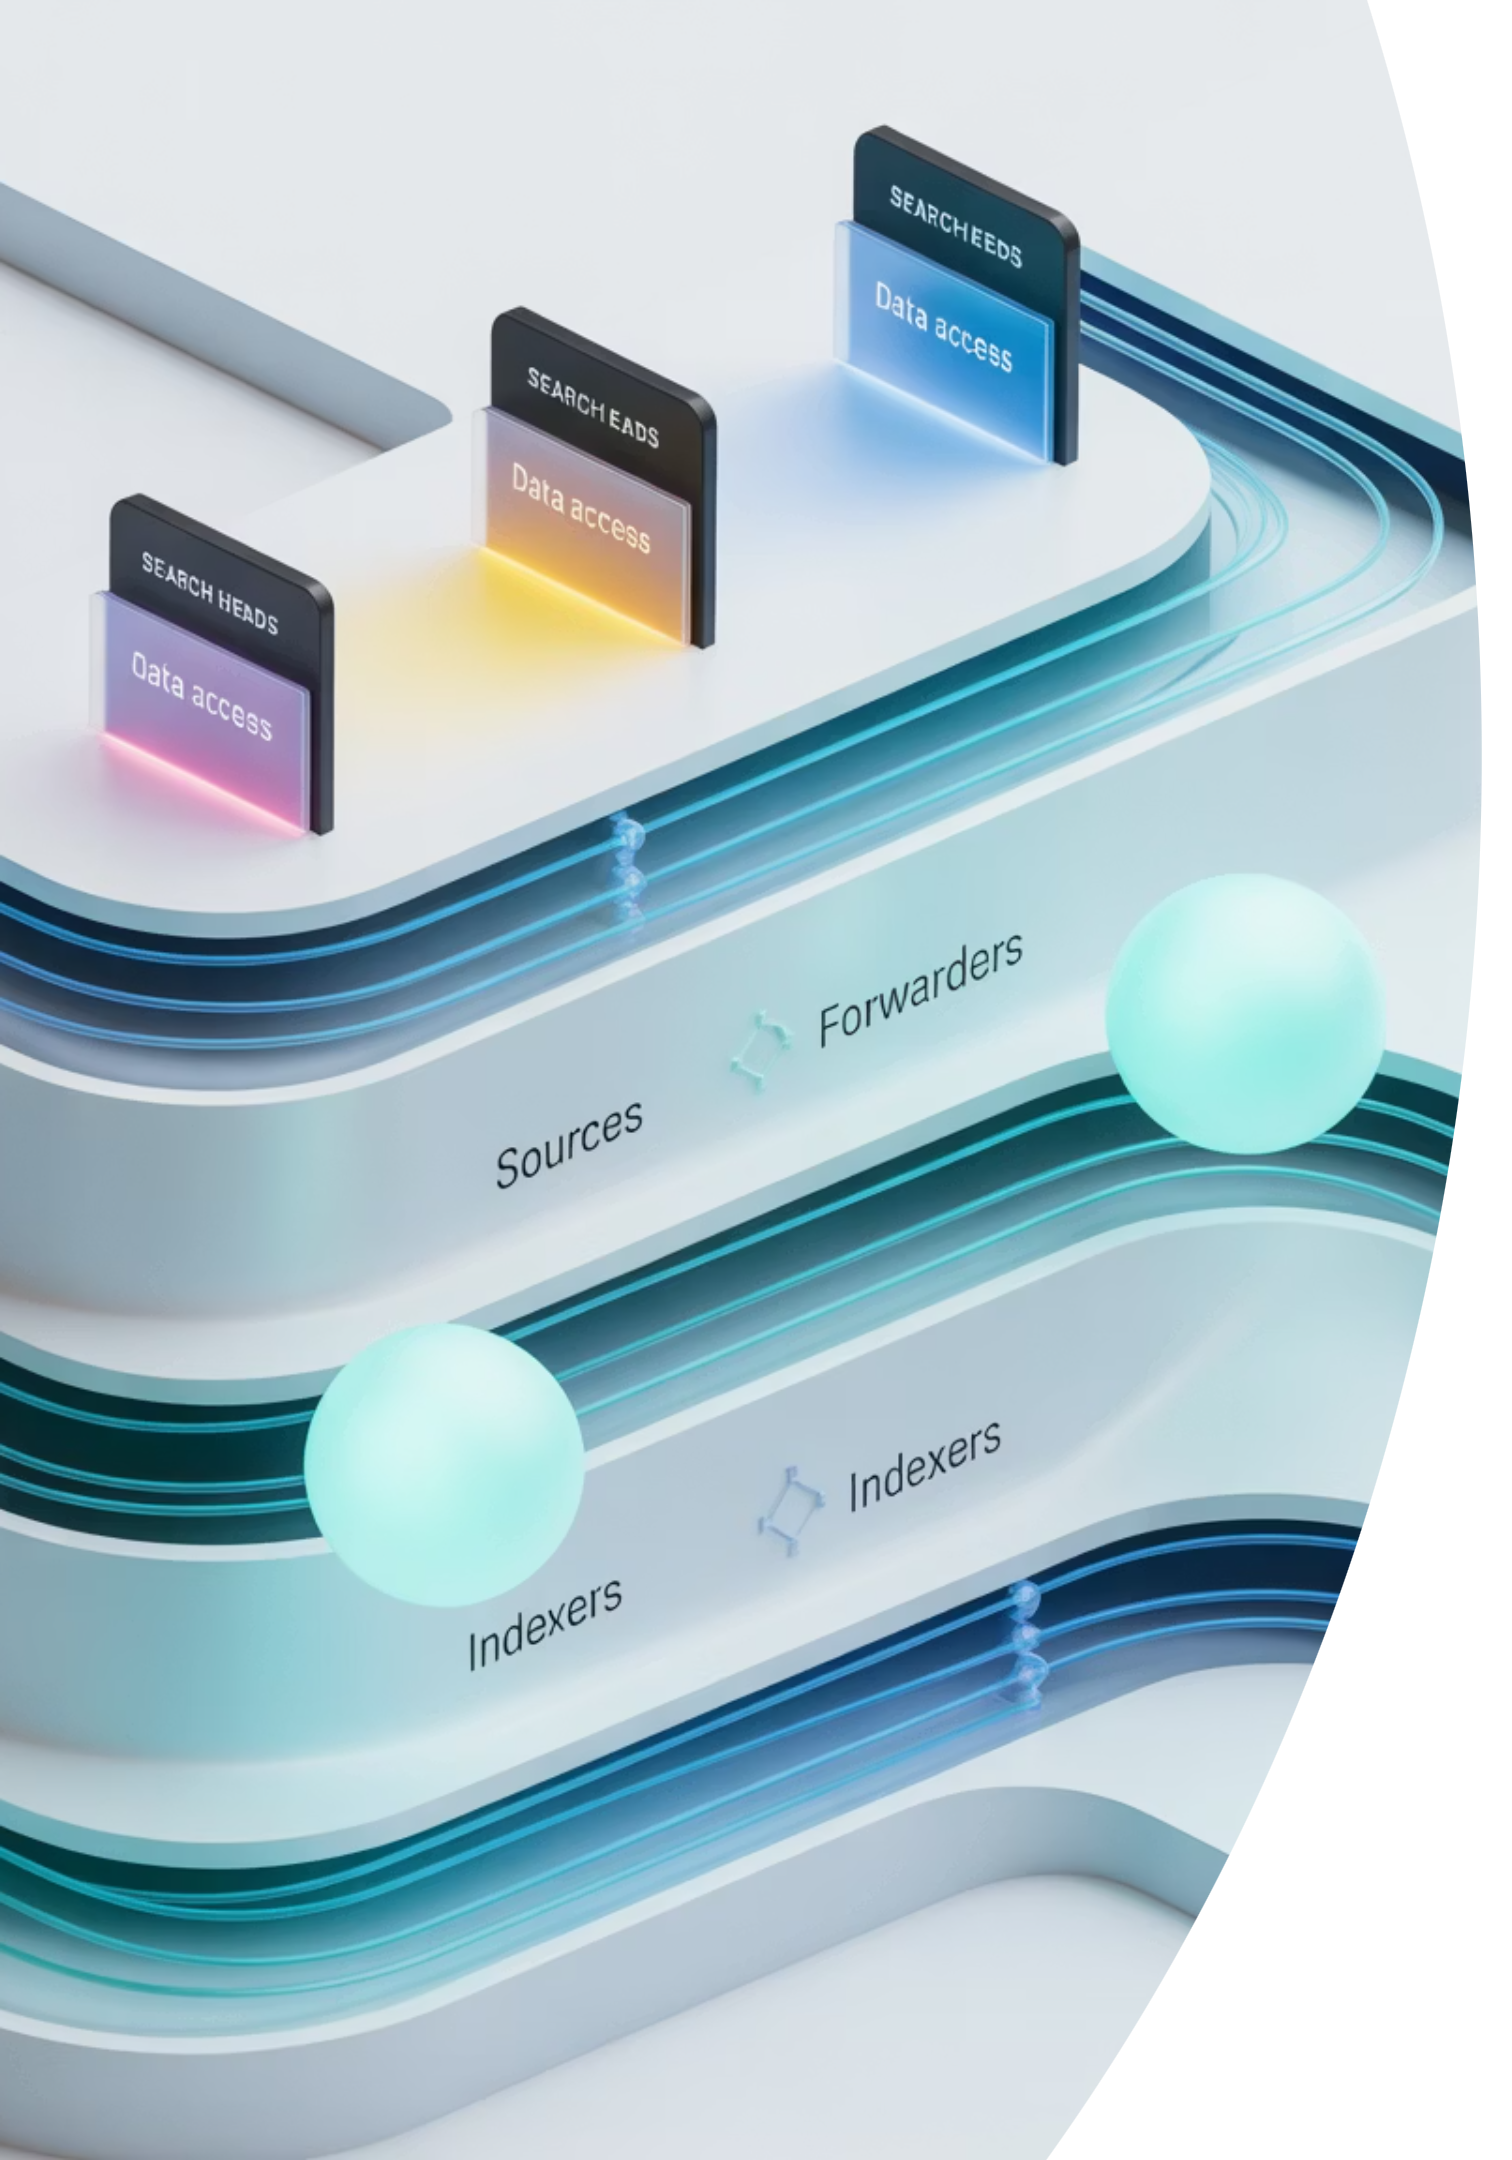 SEARCHEEDS
Data access
SEARCH EADS
Data access
SEARCH HEADS
Data access
Forwarders
Sources
Indexers
Indexers